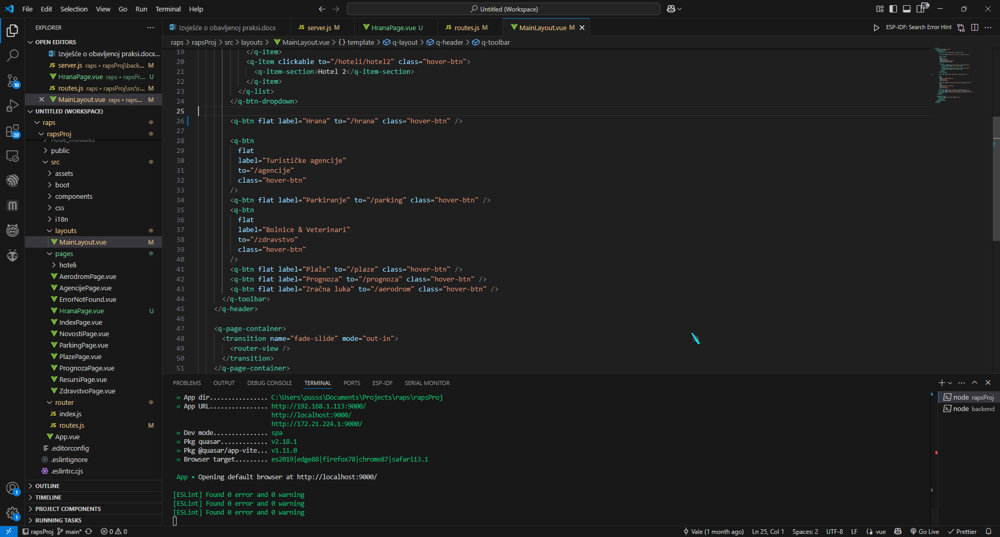 File Edit Selection View Go Run Terminal Help
Untitled (Workspace)
EXPLORER
OPEN EDITORS
Izvješće o obavljenoj praksi.docx...
JS server.js raps • rapsProj\back... M
HranaPage.vue raps • rapsPr... U
JS routes.js raps • rapsProj\src\r... M
MainLayout.vue raps • raps... M
UNTITLED (WORKSPACE)
raps
rapsProj
node_modules
public
src
assets
boot
components
css
i18n
layouts
MainLayout.vue M
pages
hoteli
AerodromPage.vue
AgencijePage.vue
ErrorNotFound.vue
HranaPage.vue U
IndexPage.vue
NovostiPage.vue
ParkingPage.vue
PlazePage.vue
PrognozaPage.vue
ResursiPage.vue
ZdravstvoPage.vue
router
JS index.js
JS routes.js M
App.vue
.editorconfig
.eslintignore
.eslintrc.cjs
OUTLINE
TIMELINE
PROJECT COMPONENTS
RUNNING TASKS
10
20
1
1
Izvješće o obavljenoj praksi.docx
JS server.js M
HranaPage.vue U
JS routes.js M
MainLayout.vue M
ESP-IDF: Search Error Hint
raps > rapsProj > src > layouts > MainLayout.vue > {} template > q-layout > q-header > q-toolbar
19 </q-item>
20 <q-item clickable to="/hoteli/hotel2" class="hover-btn">
21 <q-item-section>Hotel 2</q-item-section>
22 </q-item>
23 </q-list>
24 </q-btn-dropdown>
25
26 <q-btn flat label="Hrana" to="/hrana" class="hover-btn" />
27
28 <q-btn
29 flat
30 label="Turističke agencije"
31 to="/agencije"
32 class="hover-btn"
33 />
34 <q-btn flat label="Parkiranje" to="/parking" class="hover-btn" />
35 <q-btn
36 flat
37 label="Bolnice & Veterinari"
38 to="/zdravstvo"
39 class="hover-btn"
40 />
41 <q-btn flat label="Plaže" to="/plaze" class="hover-btn" />
42 <q-btn flat label="Prognoza" to="/prognoza" class="hover-btn" />
43 <q-btn flat label="Zračna luka" to="/aerodrom" class="hover-btn" />
44 </q-toolbar>
45 </q-header>
46
47 <q-page-container>
48 <transition name="fade-slide" mode="out-in">
49 <router-view />
50 </transition>
51 </q-page-container>
PROBLEMS OUTPUT DEBUG CONSOLE TERMINAL PORTS ESP-IDF SERIAL MONITOR
» App dir................ C:\Users\pusss\Documents\Projects\raps\rapsProj
» App URL................ http://192.168.1.113:9000/
http://localhost:9000/
http://172.21.224.1:9000/
» Dev mode............... spa
» Pkg quasar............. v2.18.1
» Pkg @quasar/app-vite... v1.11.0
» Browser target......... es2019|edge88|firefox78|chrome87|safari13.1
App • Opening default browser at http://localhost:9000/
[ESLint] Found 0 error and 0 warning
[ESLint] Found 0 error and 0 warning
[ESLint] Found 0 error and 0 warning
node rapsProj
node backend
rapsProj main* 0 0
Vale (1 month ago) Ln 25, Col 1 Spaces: 2 UTF-8 LF vue Go Live Prettier